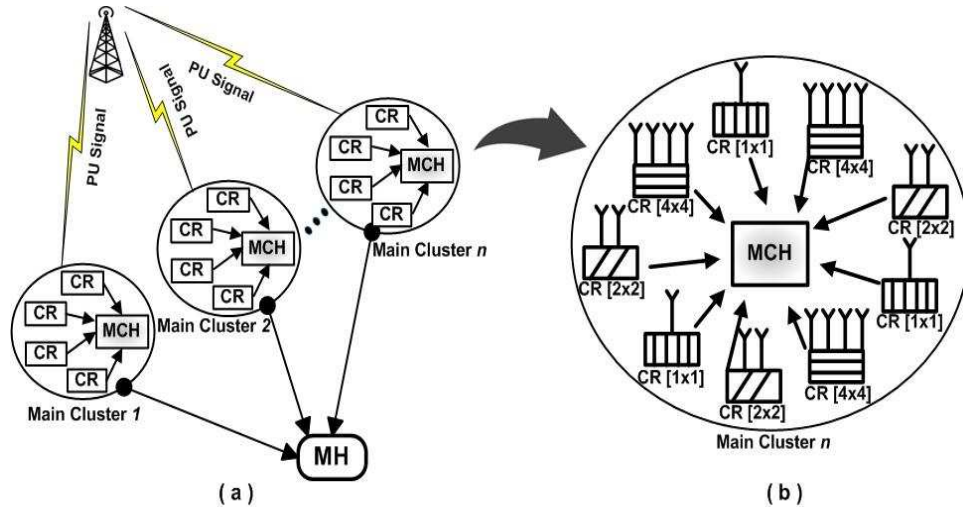 PU Signal
PU Signal
PU Signal
CR
CR
CR
CR
MCH
Main Cluster 1
CR
CR
CR
CR
MCH
Main Cluster 2
CR
CR
CR
CR
MCH
Main Cluster n
MH
( a )
CR [1x1]
CR [4x4]
CR [4x4]
CR [2x2]
MCH
CR [2x2]
CR [1x1]
CR [1x1]
CR [4x4]
CR [2x2]
Main Cluster n
( b )